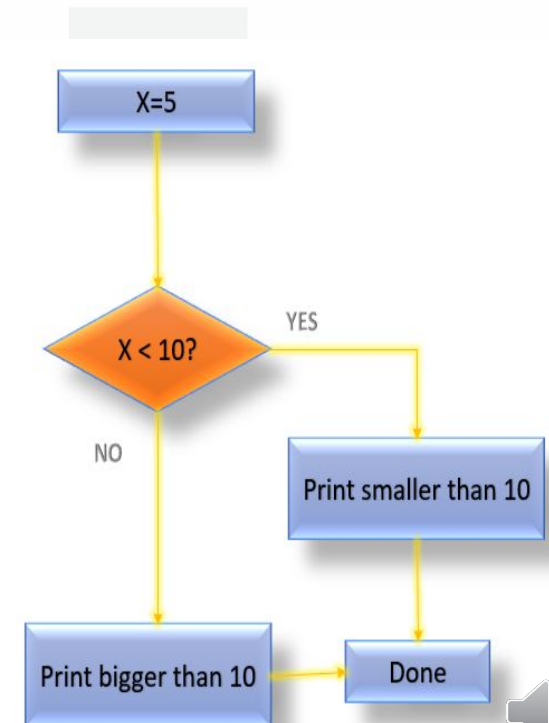 X=5
X < 10?
YES
NO
Print smaller than 10
Print bigger than 10
Done